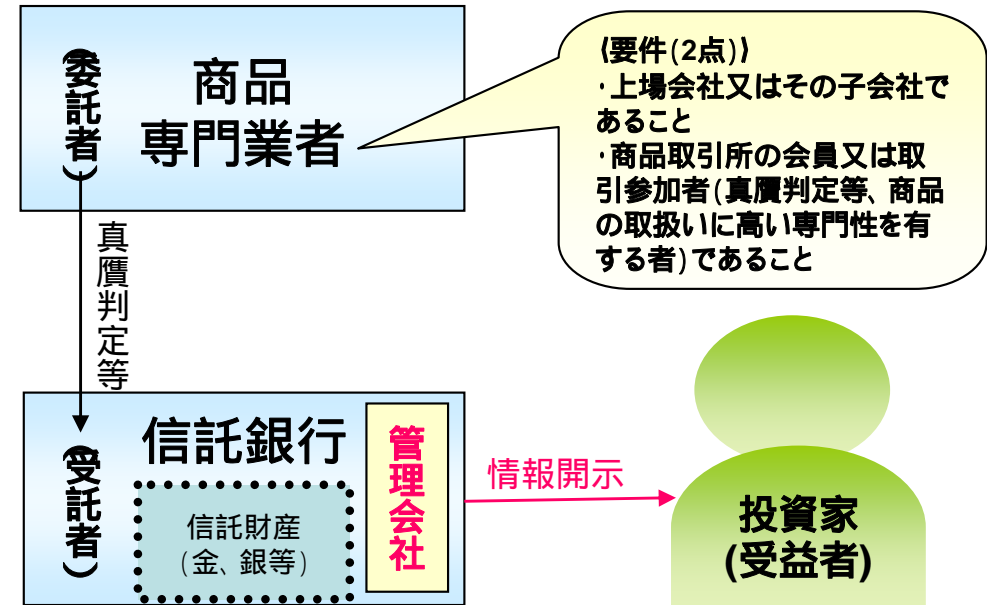 (委託者)
商品
専門業者
(要件(2点))
・上場会社又はその子会社で
あること
・商品取引所の会員又は取
引参加者(真贋判定等、商品
の取扱いに高い専門性を有
する者)であること
真贋判定等
(受託者)
信託銀行
信託財産
(金、銀等)
管理会社
情報開示
投資家
(受益者)